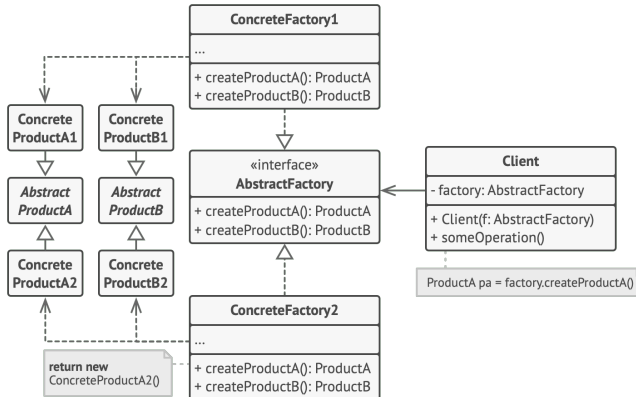 ConcreteFactory1
...
+ createProductA(): ProductA
+ createProductB(): ProductB
Concrete
ProductA1
Concrete
ProductB1
Abstract
ProductA
Abstract
ProductB
Concrete
ProductA2
Concrete
ProductB2
«interface»
AbstractFactory
+ createProductA(): ProductA
+ createProductB(): ProductB
Client
- factory: AbstractFactory
+ Client(f: AbstractFactory)
+ someOperation()
ProductA pa = factory.createProductA()
ConcreteFactory2
...
+ createProductA(): ProductA
+ createProductB(): ProductB
return new
ConcreteProductA2()